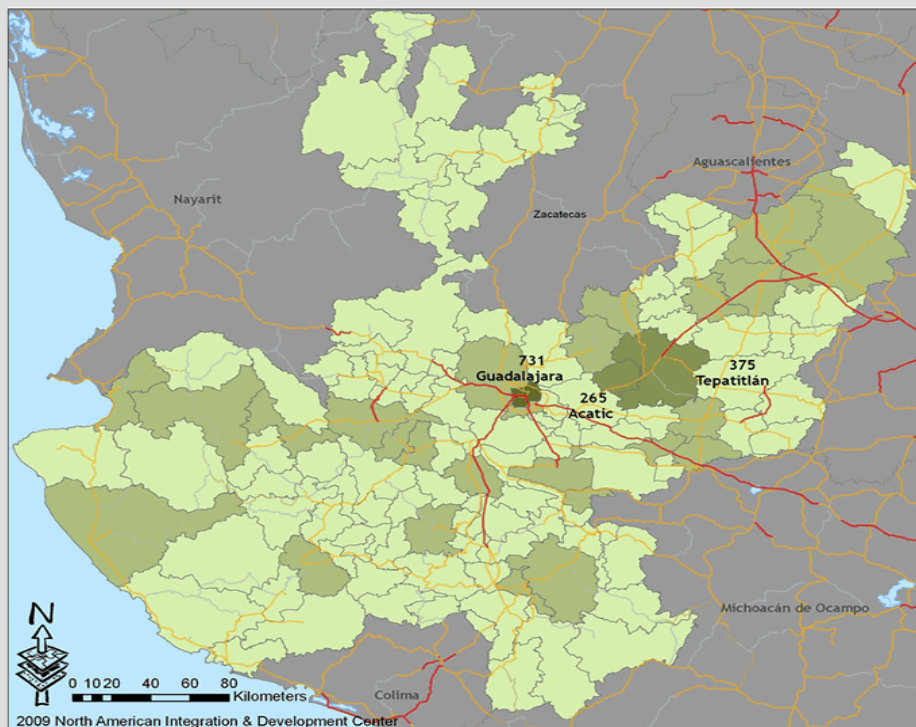 Aguascalientes
Nayarit
Zacatecas
731
Guadalajara
375
Tepatitlán
265
Acatic
Michoacán de Ocampo
Colima
N
0 10 20 40 60 80
Kilometers
2009 North American Integration & Development Center